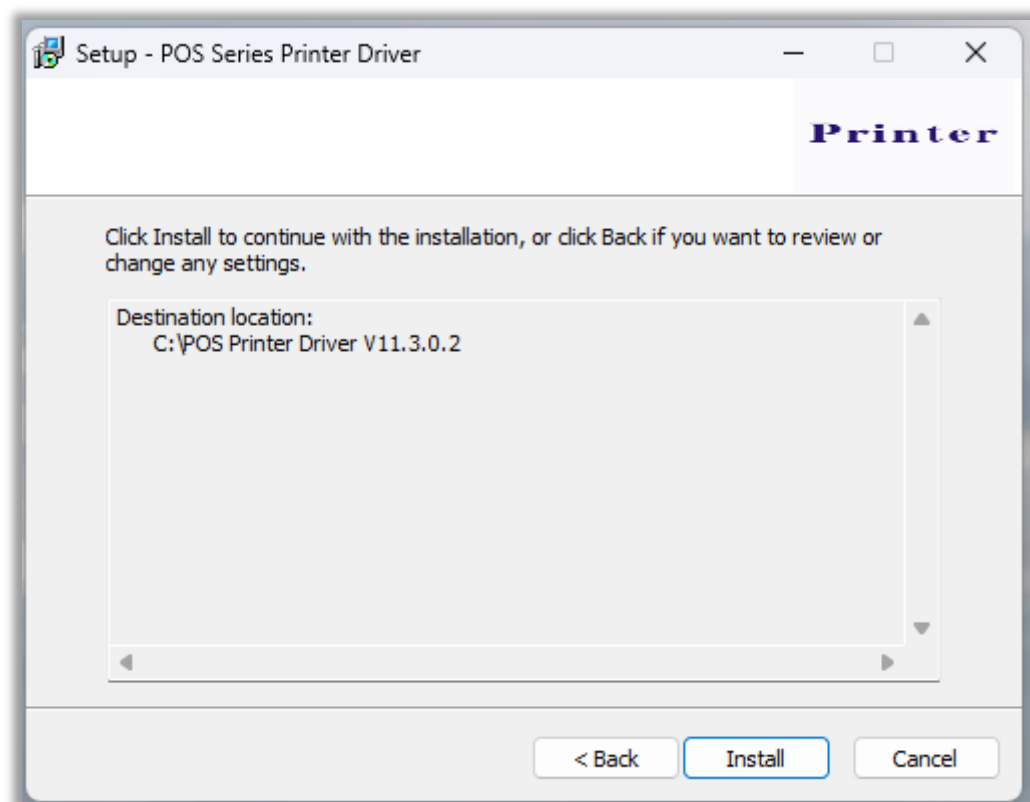 Setup - POS Series Printer Driver
Printer
Click Install to continue with the installation, or click Back if you want to review or
change any settings.
Destination location:
C:\POS Printer Driver V11.3.0.2
< Back Install Cancel